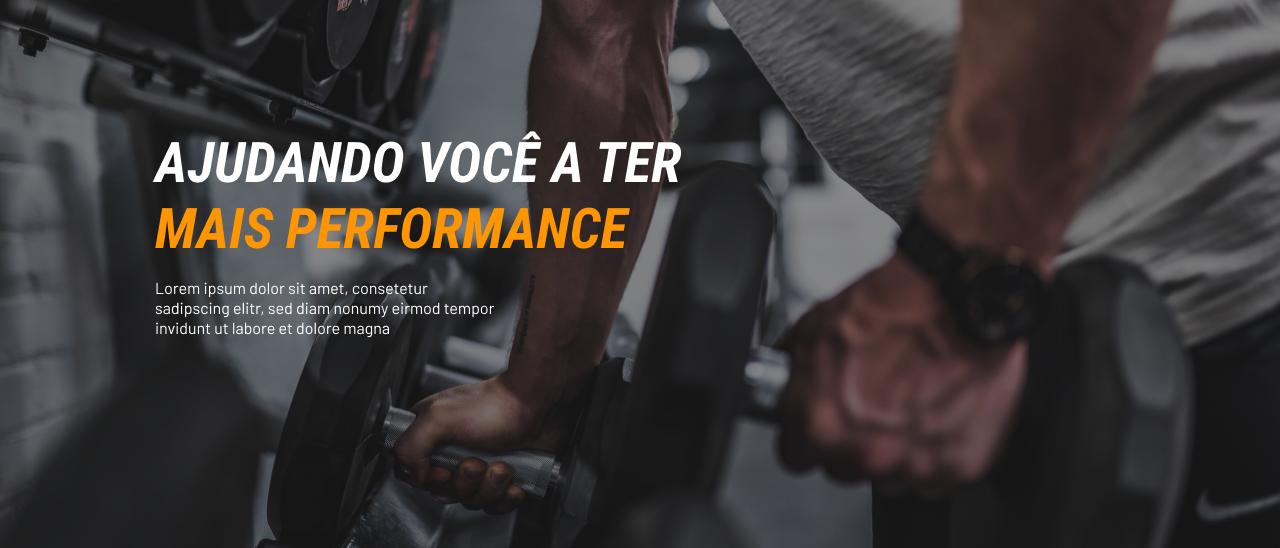 AJUDANDO VOCÊ A TER
MAIS PERFORMANCE
Lorem ipsum dolor sit amet, consetetur
sadipscing elitr, sed diam nonumy eirmod tempor
invidunt ut labore et dolore magna